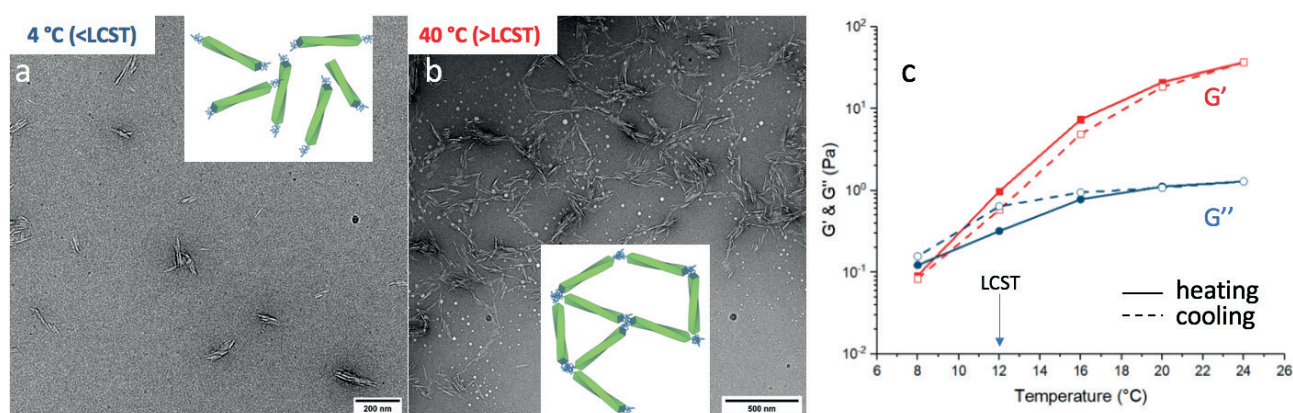 4 °C (<LCST)
a
200 nm
40 °C (>LCST)
b
500 nm
c
G' & G" (Pa)
10¹
10⁰
10⁻¹
10⁻²
G'
G''
LCST
heating
cooling
6 8 10 12 14 16 18 20 22 24 26
Temperature (°C)